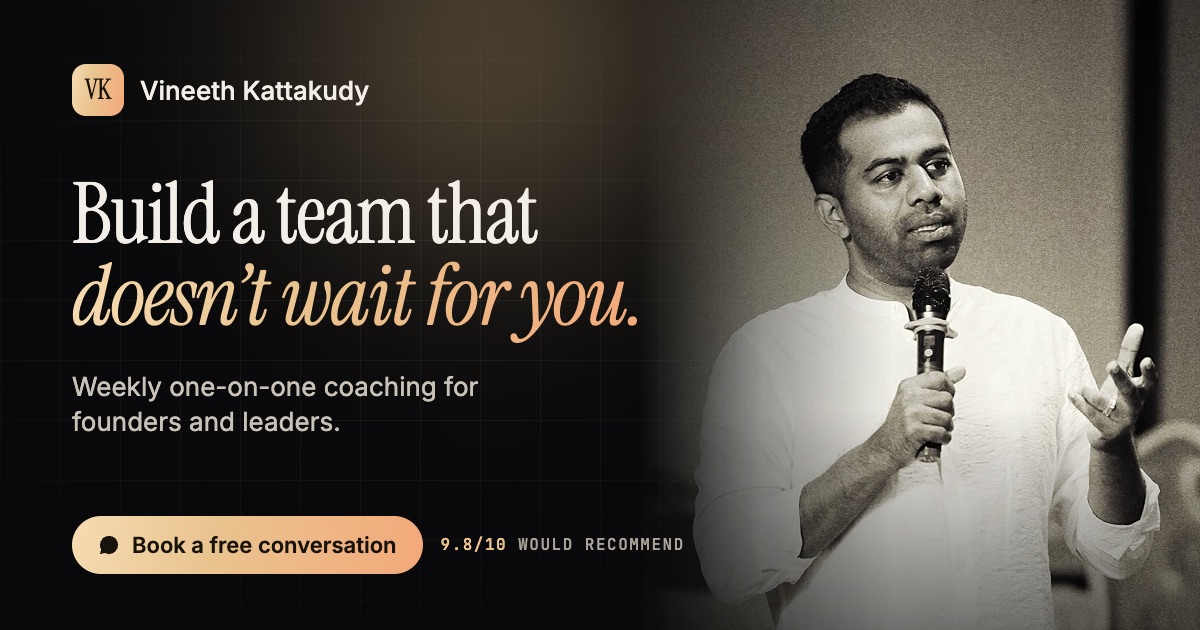 VK
Vineeth Kattakudy
Build a team that
doesn’t wait for you.
Weekly one-on-one coaching for
founders and leaders.
Book a free conversation
9.8/10 WOULD RECOMMEND